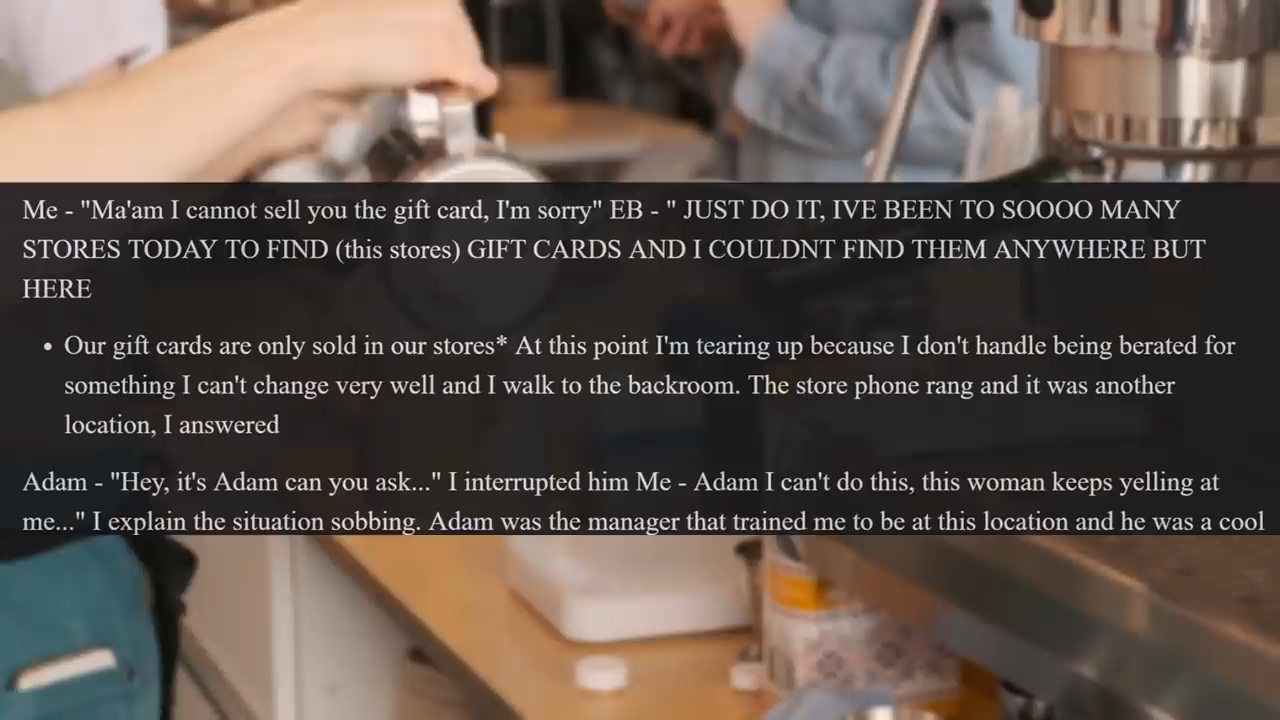 Me - "Ma'am I cannot sell you the gift card, I'm sorry" EB - " JUST DO IT, IVE BEEN TO SOOOO MANY
STORES TODAY TO FIND (this stores) GIFT CARDS AND I COULDNT FIND THEM ANYWHERE BUT
HERE
• Our gift cards are only sold in our stores* At this point I'm tearing up because I don't handle being berated for
something I can't change very well and I walk to the backroom. The store phone rang and it was another
location, I answered
Adam - "Hey, it's Adam can you ask..." I interrupted him Me - Adam I can't do this, this woman keeps yelling at
me..." I explain the situation sobbing. Adam was the manager that trained me to be at this location and he was a cool